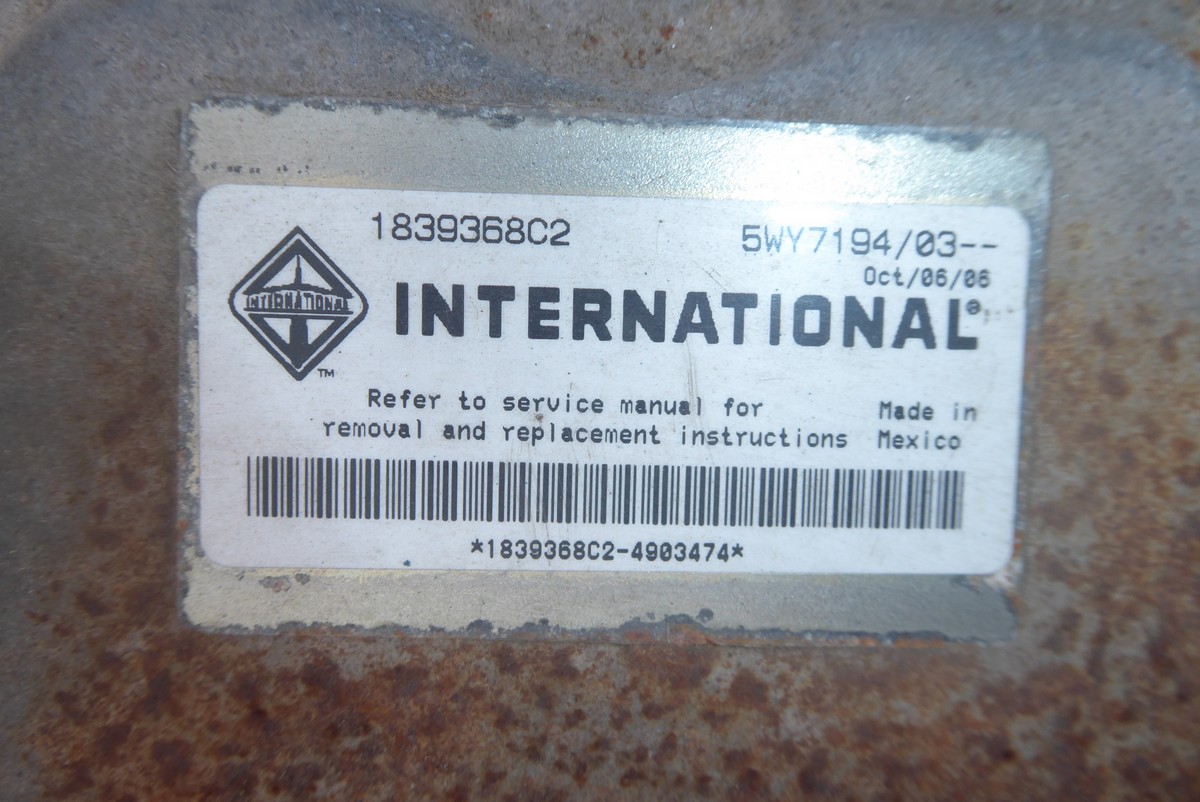 1839368C2 5WY7194/03--
Oct/06/06
INTERNATIONAL
TM
INTERNATIONAL®
Refer to service manual for
removal and replacement instructions
Made in
Mexico
*1839368C2-4903474*